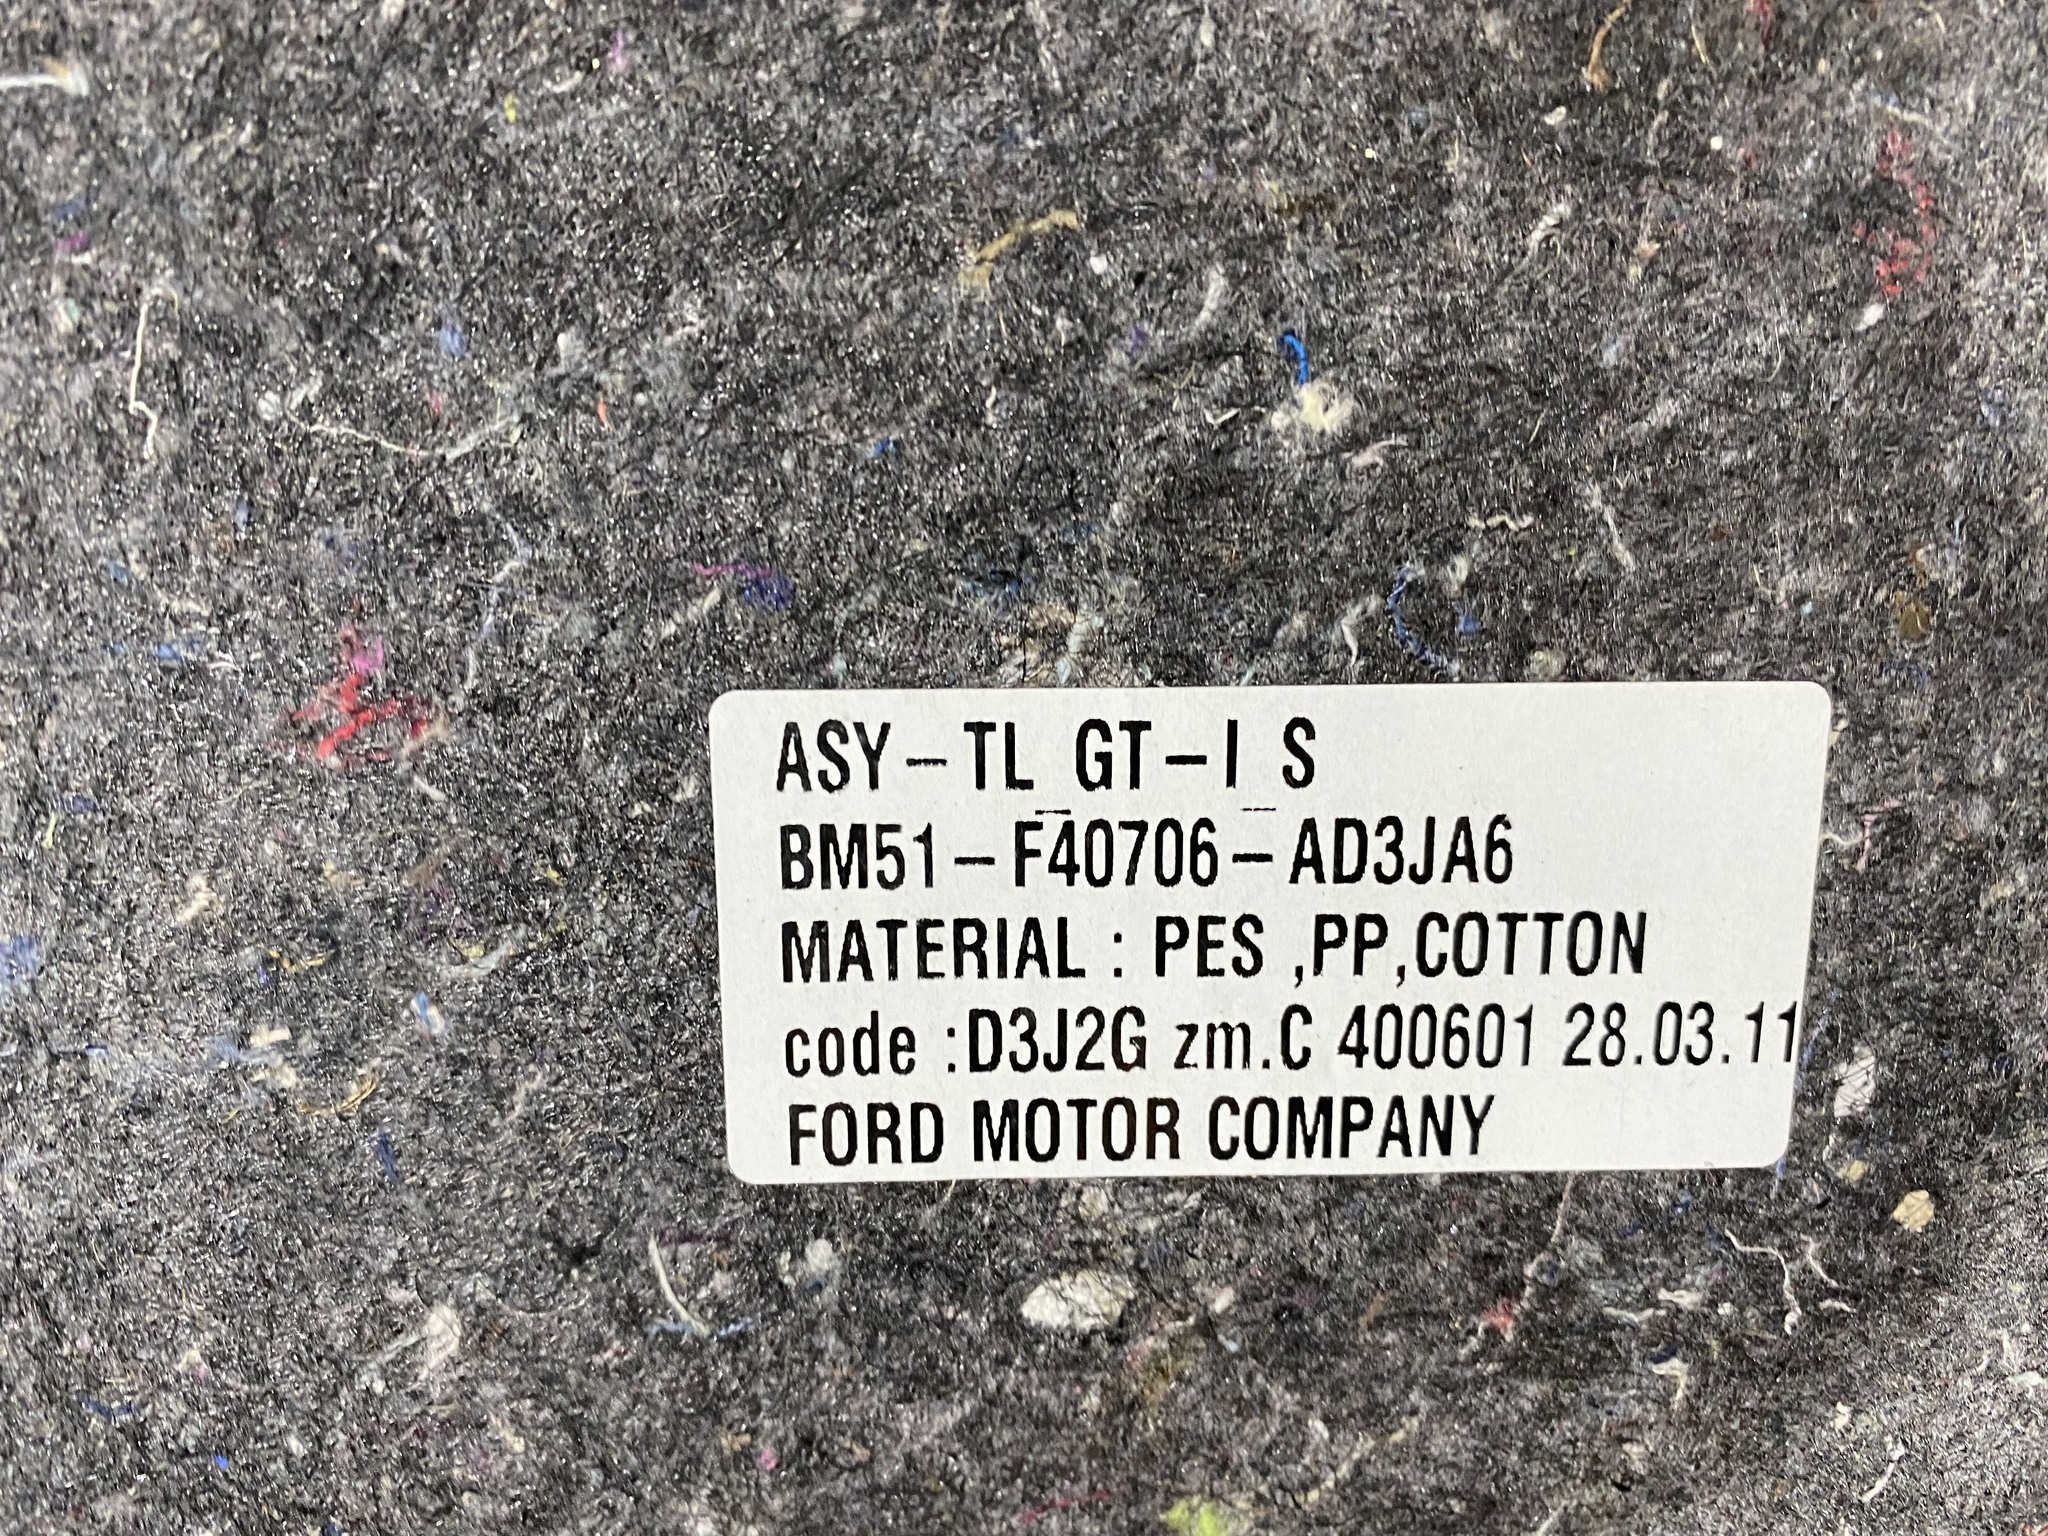 ASY-TL GT-I S
BM51-F40706-AD3JA6
MATERIAL : PES ,PP,COTTON
code :D3J2G zm.C 400601 28.03.11
FORD MOTOR COMPANY